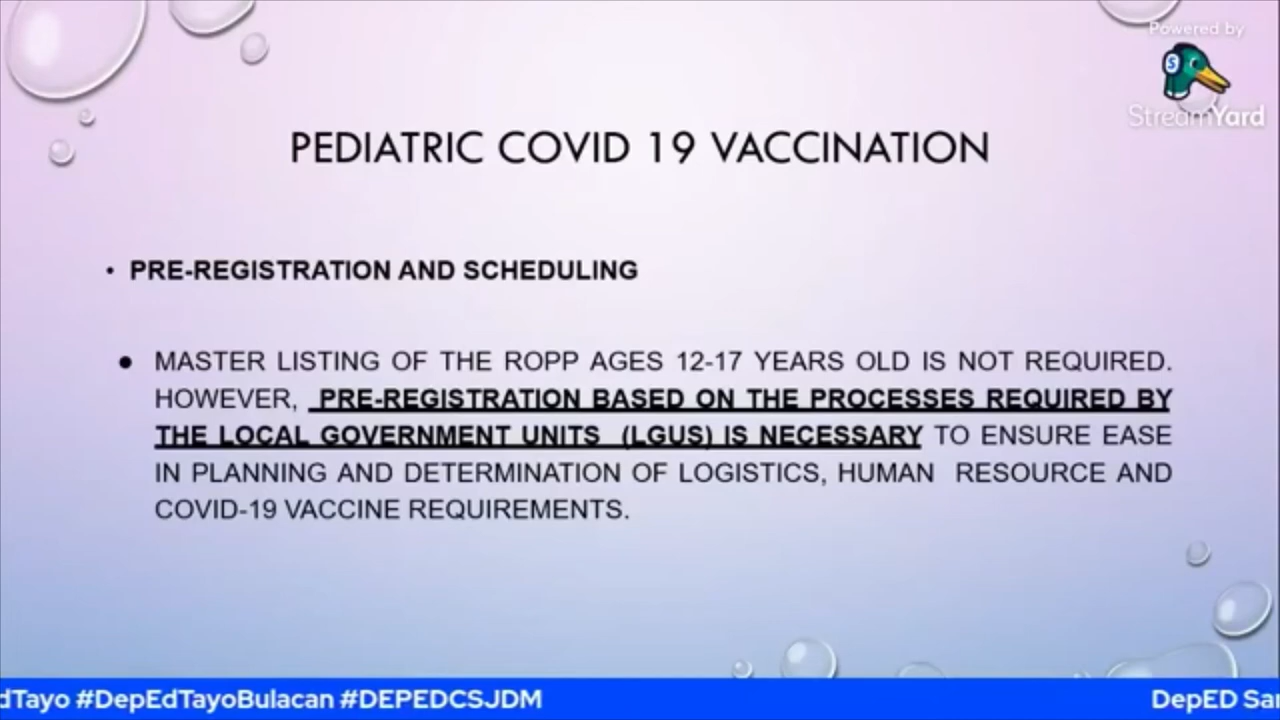 Powered by
StreamYard
PEDIATRIC COVID 19 VACCINATION
• PRE-REGISTRATION AND SCHEDULING
● MASTER LISTING OF THE ROPP AGES 12-17 YEARS OLD IS NOT REQUIRED.
HOWEVER, PRE-REGISTRATION BASED ON THE PROCESSES REQUIRED BY
THE LOCAL GOVERNMENT UNITS (LGUS) IS NECESSARY TO ENSURE EASE
IN PLANNING AND DETERMINATION OF LOGISTICS, HUMAN RESOURCE AND
COVID-19 VACCINE REQUIREMENTS.
dTayo #DepEdTayoBulacan #DEPEDCSJDM DepED Sa